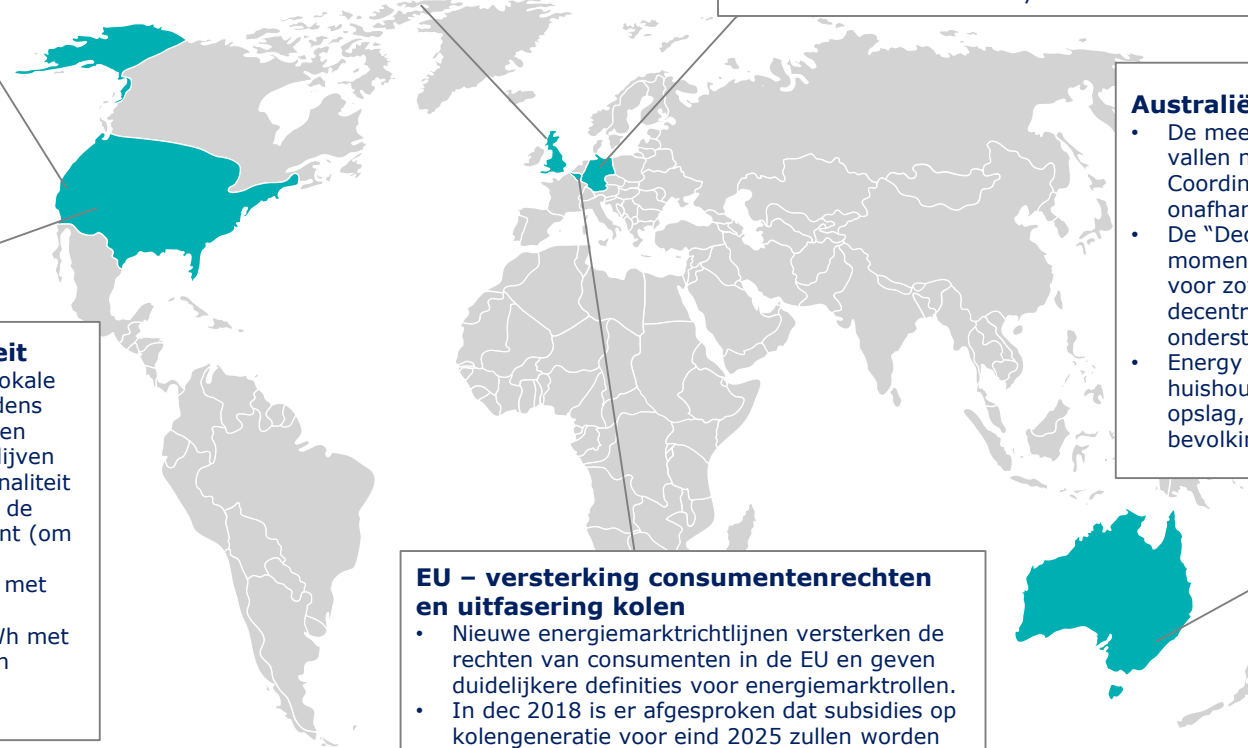 Australië
• De mee
vallen n
Coordin
onafhan
• De “Dec
momen
voor zo
decentr
onderst
• Energy
huishou
opslag,
bevolkin
eit
okale
dens
en
lijven
naliteit
de
nt (om
met
/h met
n
EU – versterking consumentenrechten
en uitfasering kolen
• Nieuwe energiemarktrichtlijnen versterken de
rechten van consumenten in de EU en geven
duidelijkere definities voor energiemarktrollen.
• In dec 2018 is er afgesproken dat subsidies op
kolengeneratie voor eind 2025 zullen worden